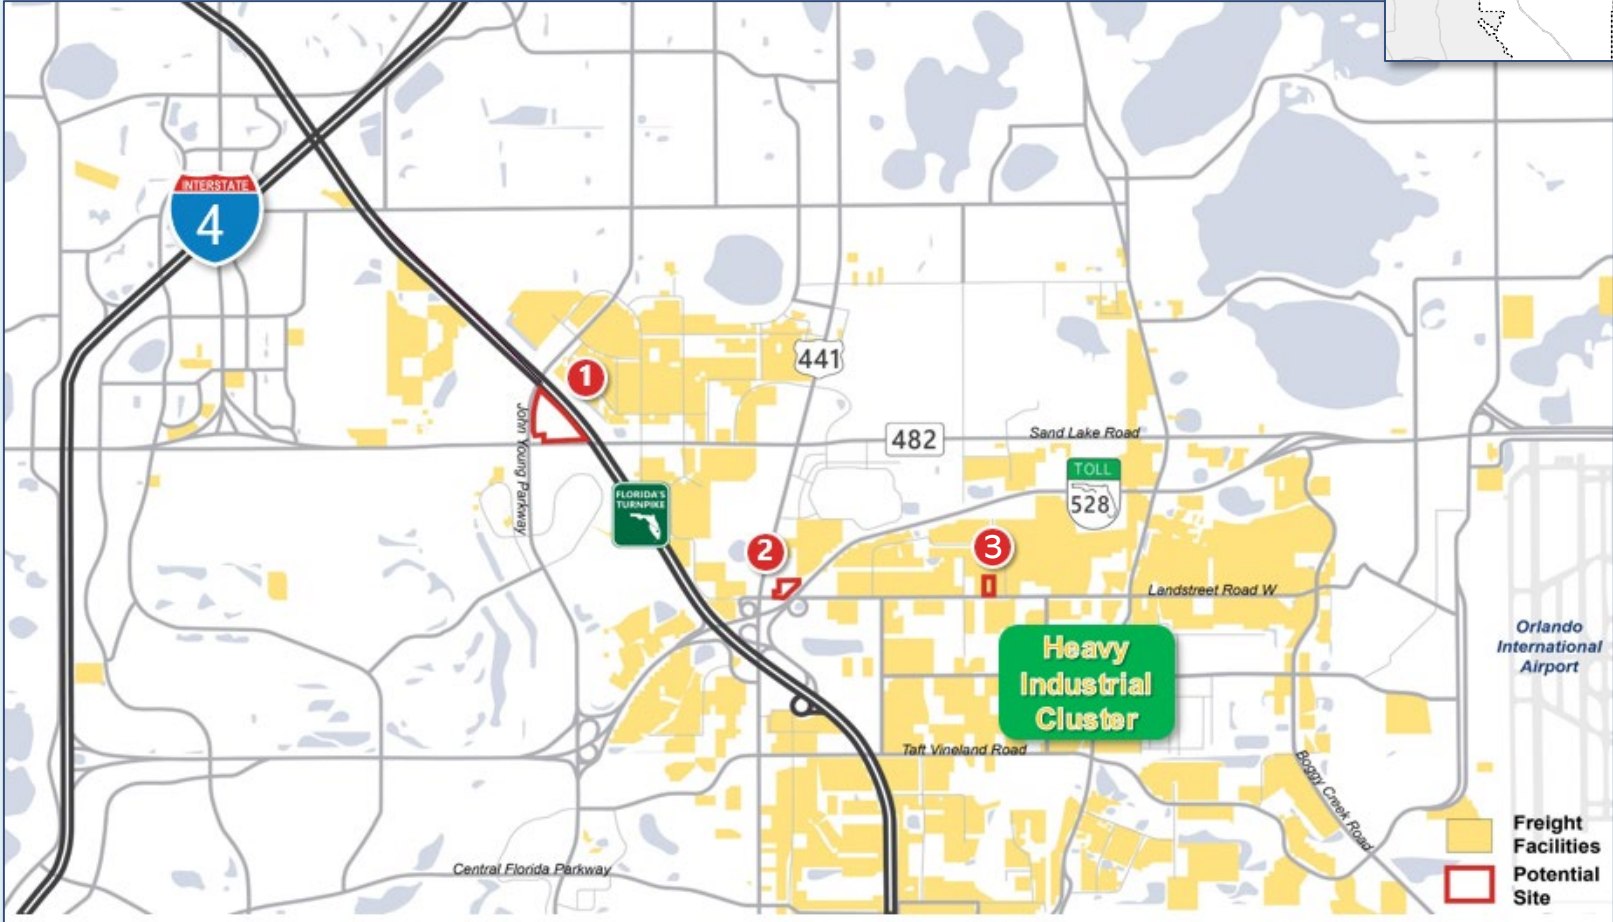 INTERSTATE
4
1
441
John Young Parkway
482
Sand Lake Road
TOLL
528
FLORIDA'S
TURNPIKE
2
3
Landstreet Road W
Orlando
International
Airport
Heavy
Industrial
Cluster
Taft Vineland Road
Boggy Creek Road
Central Florida Parkway
Freight
Facilities
Potential
Site